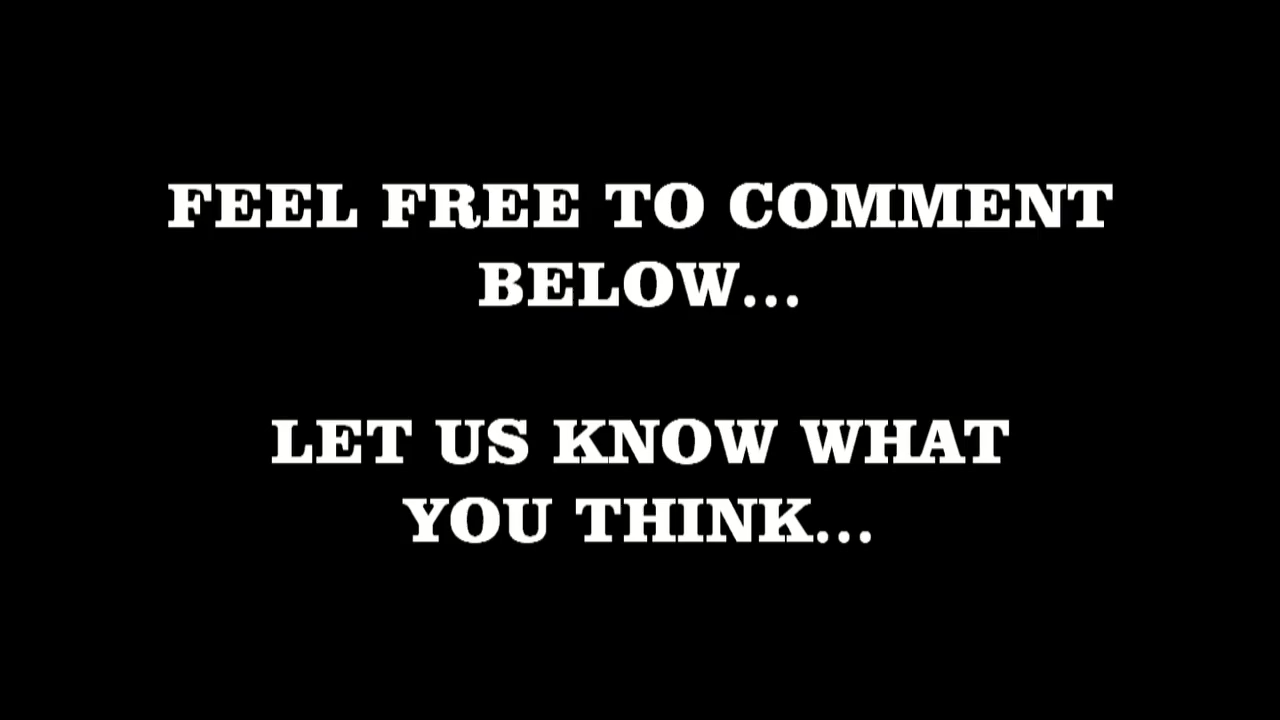 FEEL FREE TO COMMENT
BELOW...
LET US KNOW WHAT
YOU THINK...